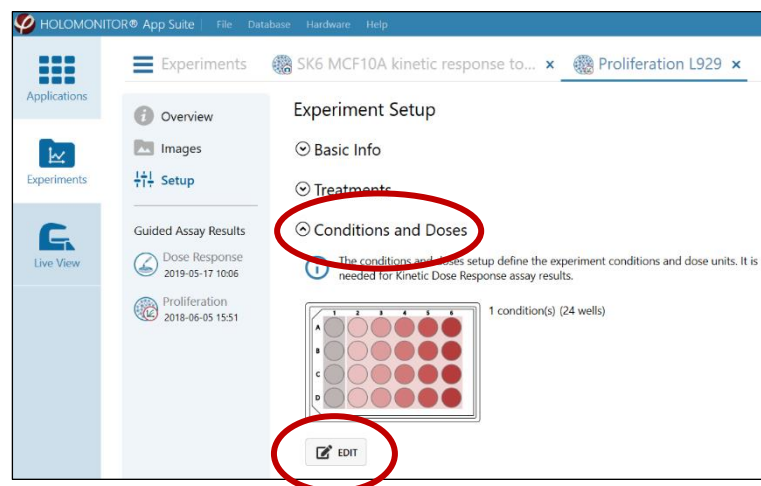 HOLOMONITOR® App Suite File Database Hardware Help
Applications
Experiments
Live View
Experiments SK6 MCF10A kinetic response to... × Proliferation L929 ×
Overview
Images
Setup
Guided Assay Results
Dose Response
2019-05-17 10:06
Proliferation
2018-06-05 15:51
Experiment Setup
Basic Info
Treatments
Conditions and Doses
The conditions and doses setup define the experiment conditions and dose units. It is
needed for Kinetic Dose Response assay results.
1 2 3 4 5 6
A
B
C
D
1 condition(s) (24 wells)
EDIT